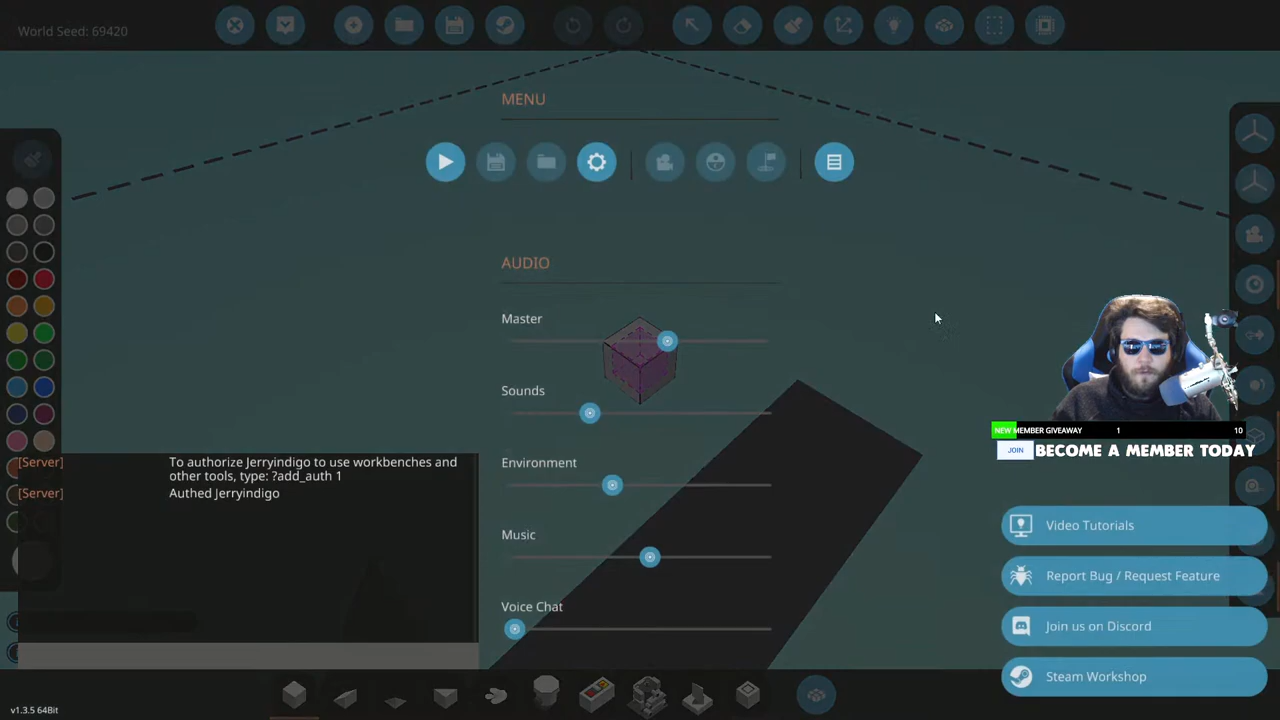 World Seed: 69420
MENU
AUDIO
Master
Sounds
Environment
Music
Voice Chat
[Server] To authorize Jerryindigo to use workbenches and
other tools, type: ?add_auth 1
[Server] Authed Jerryindigo
NEW MEMBER GIVEAWAY 1 10
JOIN BECOME A MEMBER TODAY
Video Tutorials
Report Bug / Request Feature
Join us on Discord
Steam Workshop
v1.3.5 64Bit